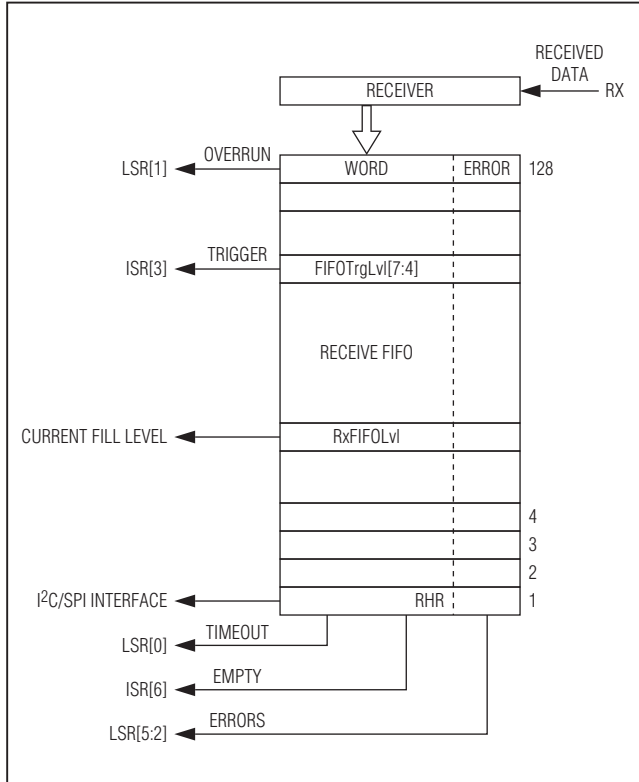 RECEIVED
DATA
RECEIVER
RX
OVERRUN
LSR[1]
WORD
ERROR
128
TRIGGER
ISR[3]
FIFOTrgLvl[7:4]
RECEIVE FIFO
CURRENT FILL LEVEL
RxFIFOLvl
4
3
2
I2C/SPI INTERFACE
RHR
1
TIMEOUT
LSR[0]
EMPTY
ISR[6]
ERRORS
LSR[5:2]